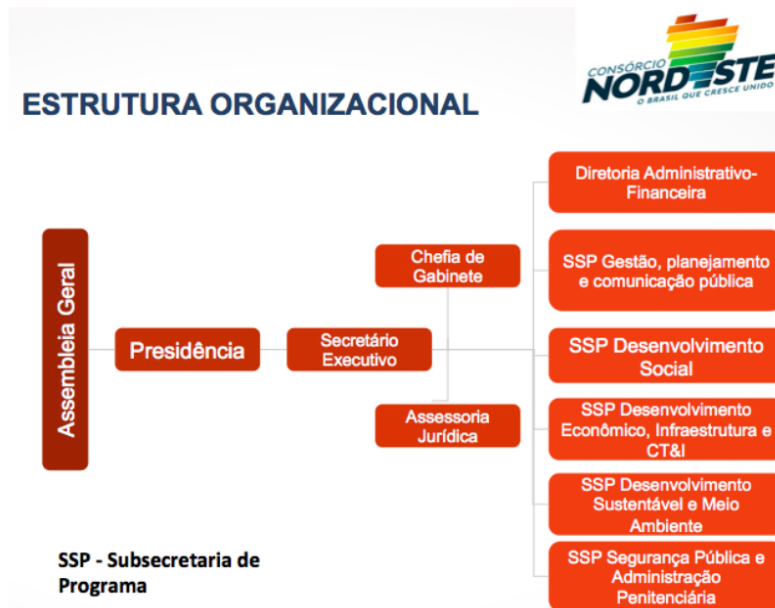 CONSÓRCIO
NORDESTE
O BRASIL QUE CRESCE UNIDO
ESTRUTURA ORGANIZACIONAL
Assembleia Geral
Presidência
Secretário
Executivo
Chefia de
Gabinete
Assessoria
Jurídica
Diretoria Administrativo-
Financeira
SSP Gestão, planejamento
e comunicação pública
SSP Desenvolvimento
Social
SSP Desenvolvimento
Econômico, Infraestrutura e
CT&I
SSP Desenvolvimento
Sustentável e Meio
Ambiente
SSP Segurança Pública e
Administração
Penitenciária
SSP - Subsecretaria de
Programa